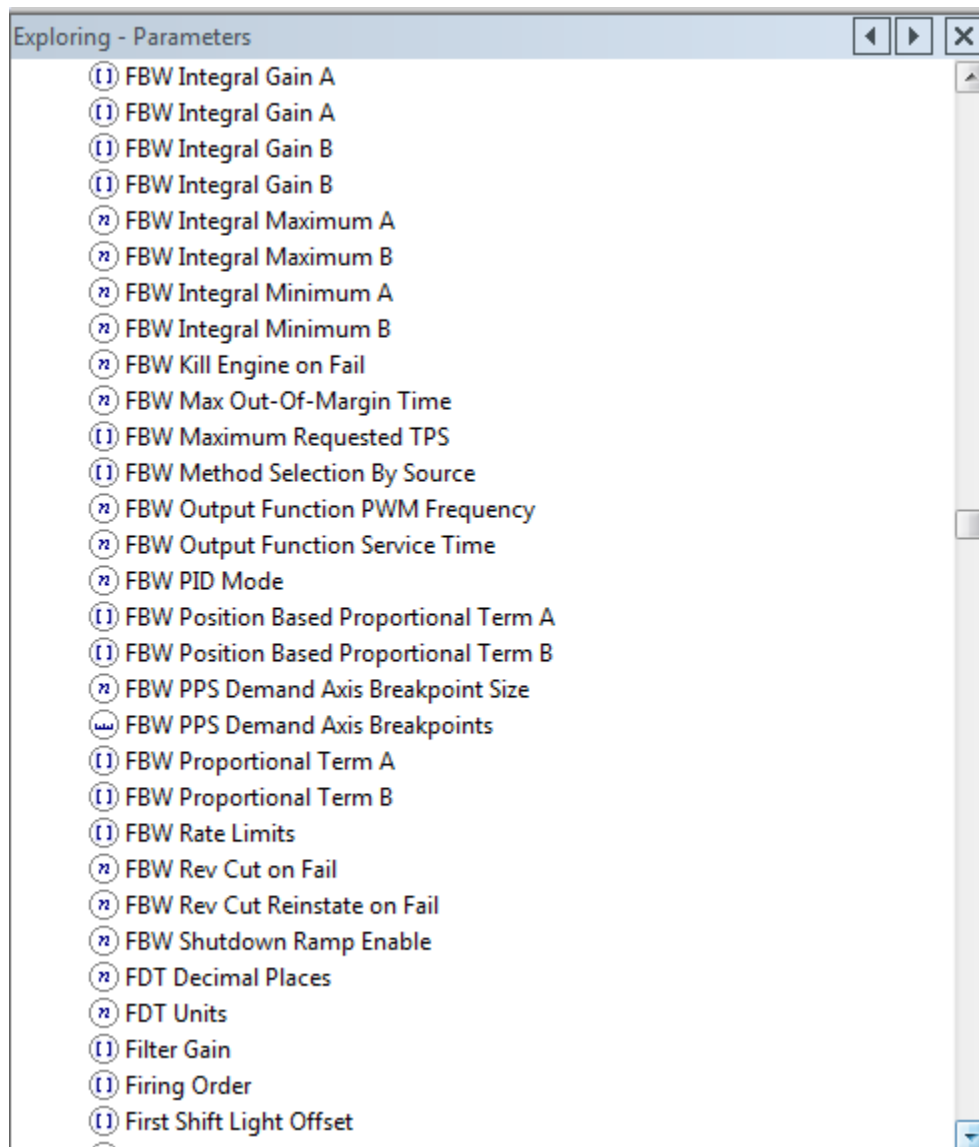 Exploring - Parameters
FBW Integral Gain A
FBW Integral Gain A
FBW Integral Gain B
FBW Integral Gain B
FBW Integral Maximum A
FBW Integral Maximum B
FBW Integral Minimum A
FBW Integral Minimum B
FBW Kill Engine on Fail
FBW Max Out-Of-Margin Time
FBW Maximum Requested TPS
FBW Method Selection By Source
FBW Output Function PWM Frequency
FBW Output Function Service Time
FBW PID Mode
FBW Position Based Proportional Term A
FBW Position Based Proportional Term B
FBW PPS Demand Axis Breakpoint Size
FBW PPS Demand Axis Breakpoints
FBW Proportional Term A
FBW Proportional Term B
FBW Rate Limits
FBW Rev Cut on Fail
FBW Rev Cut Reinstate on Fail
FBW Shutdown Ramp Enable
FDT Decimal Places
FDT Units
Filter Gain
Firing Order
First Shift Light Offset